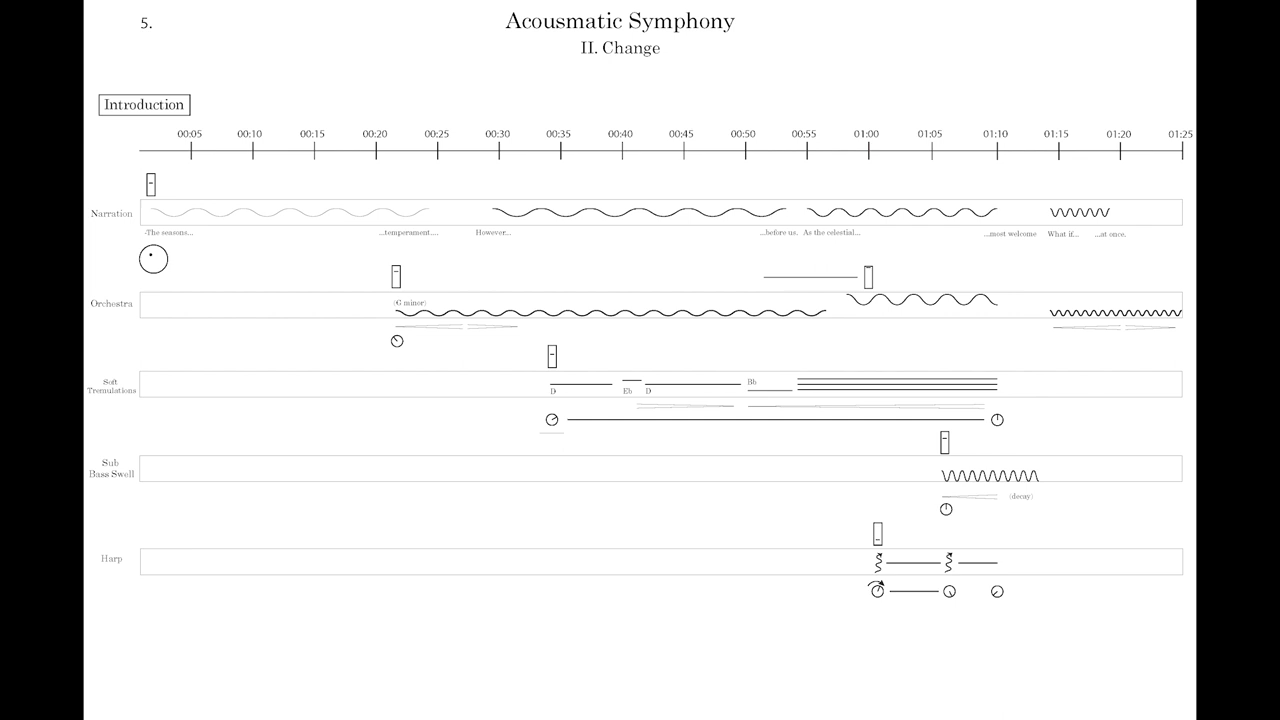 5.
Acousmatic Symphony
II. Change
Introduction
00:05 00:10 00:15 00:20 00:25 00:30 00:35 00:40 00:45 00:50 00:55 01:00 01:05 01:10 01:15 01:20 01:25
Narration
-The seasons... ...temperament.... However... ...before us. As the celestial... ...most welcome What if... ...at once.
Orchestra
(G minor)
Soft
Tremulations
D Eb D Bb
Sub
Bass Swell
(decay)
Harp